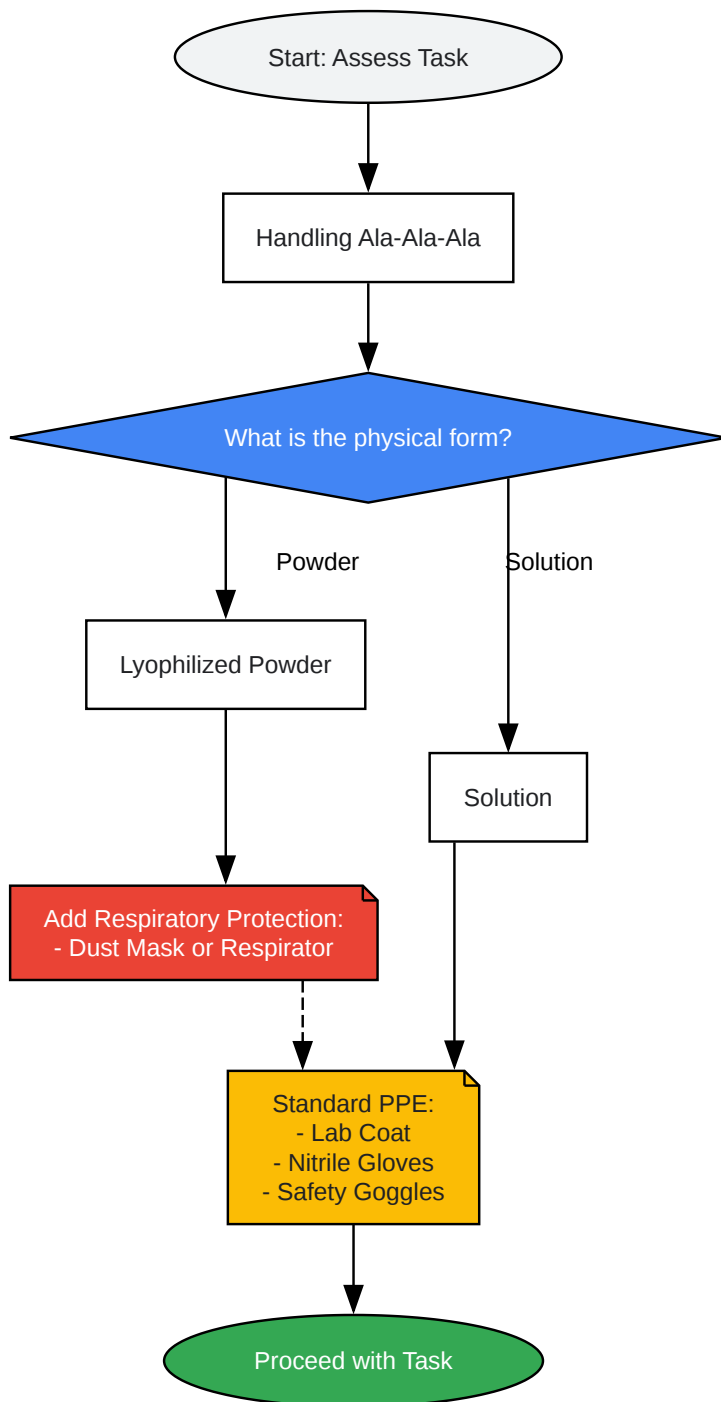 Start: Assess Task
Handling Ala-Ala-Ala
What is the physical form?
Powder
Solution
Lyophilized Powder
Solution
Add Respiratory Protection:
- Dust Mask or Respirator
Standard PPE:
- Lab Coat
- Nitrile Gloves
- Safety Goggles
Proceed with Task